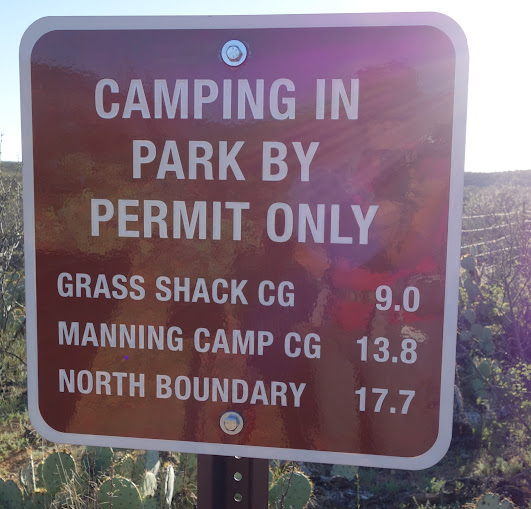 CAMPING IN
PARK BY
PERMIT ONLY
GRASS SHACK CG 9.0
MANNING CAMP CG 13.8
NORTH BOUNDARY 17.7